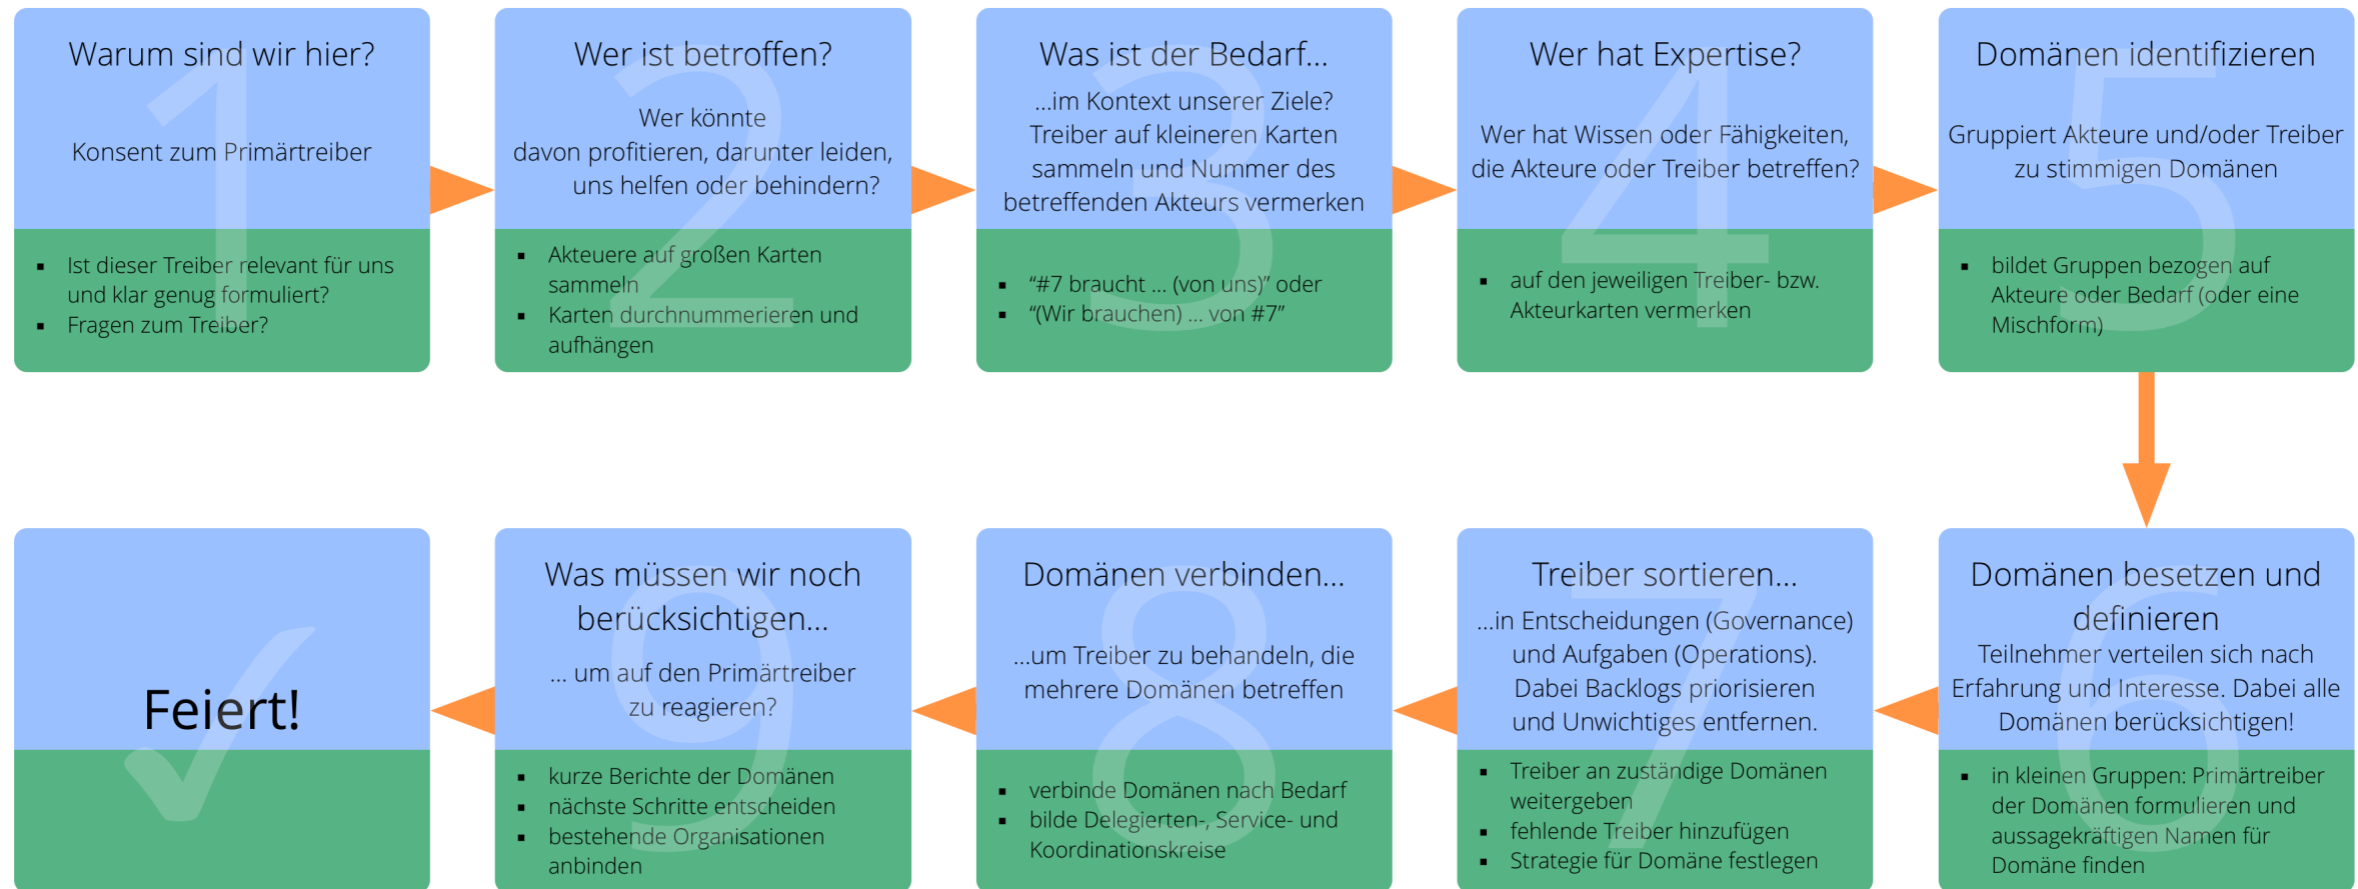 1
Warum sind wir hier?
Konsent zum Primärtreiber
▪ Ist dieser Treiber relevant für uns
und klar genug formuliert?
▪ Fragen zum Treiber?
2
Wer ist betroffen?
Wer könnte
davon profitieren, darunter leiden,
uns helfen oder behindern?
▪ Akteuere auf großen Karten
sammeln
▪ Karten durchnummerieren und
aufhängen
3
Was ist der Bedarf...
...im Kontext unserer Ziele?
Treiber auf kleineren Karten
sammeln und Nummer des
betreffenden Akteurs vermerken
▪ “#7 braucht ... (von uns)” oder
▪ “(Wir brauchen) ... von #7”
4
Wer hat Expertise?
Wer hat Wissen oder Fähigkeiten,
die Akteure oder Treiber betreffen?
▪ auf den jeweiligen Treiber- bzw.
Akteurkarten vermerken
5
Domänen identifizieren
Gruppiert Akteure und/oder Treiber
zu stimmigen Domänen
▪ bildet Gruppen bezogen auf
Akteure oder Bedarf (oder eine
Mischform)
6
Domänen besetzen und
definieren
Teilnehmer verteilen sich nach
Erfahrung und Interesse. Dabei alle
Domänen berücksichtigen!
▪ in kleinen Gruppen: Primärtreiber
der Domänen formulieren und
aussagekräftigen Namen für
Domäne finden
7
Treiber sortieren...
...in Entscheidungen (Governance)
und Aufgaben (Operations).
Dabei Backlogs priorisieren
und Unwichtiges entfernen.
▪ Treiber an zuständige Domänen
weitergeben
▪ fehlende Treiber hinzufügen
▪ Strategie für Domäne festlegen
8
Domänen verbinden...
...um Treiber zu behandeln, die
mehrere Domänen betreffen
▪ verbinde Domänen nach Bedarf
▪ bilde Delegierten-, Service- und
Koordinationskreise
9
Was müssen wir noch
berücksichtigen...
... um auf den Primärtreiber
zu reagieren?
▪ kurze Berichte der Domänen
▪ nächste Schritte entscheiden
▪ bestehende Organisationen
anbinden
✓
Feiert!